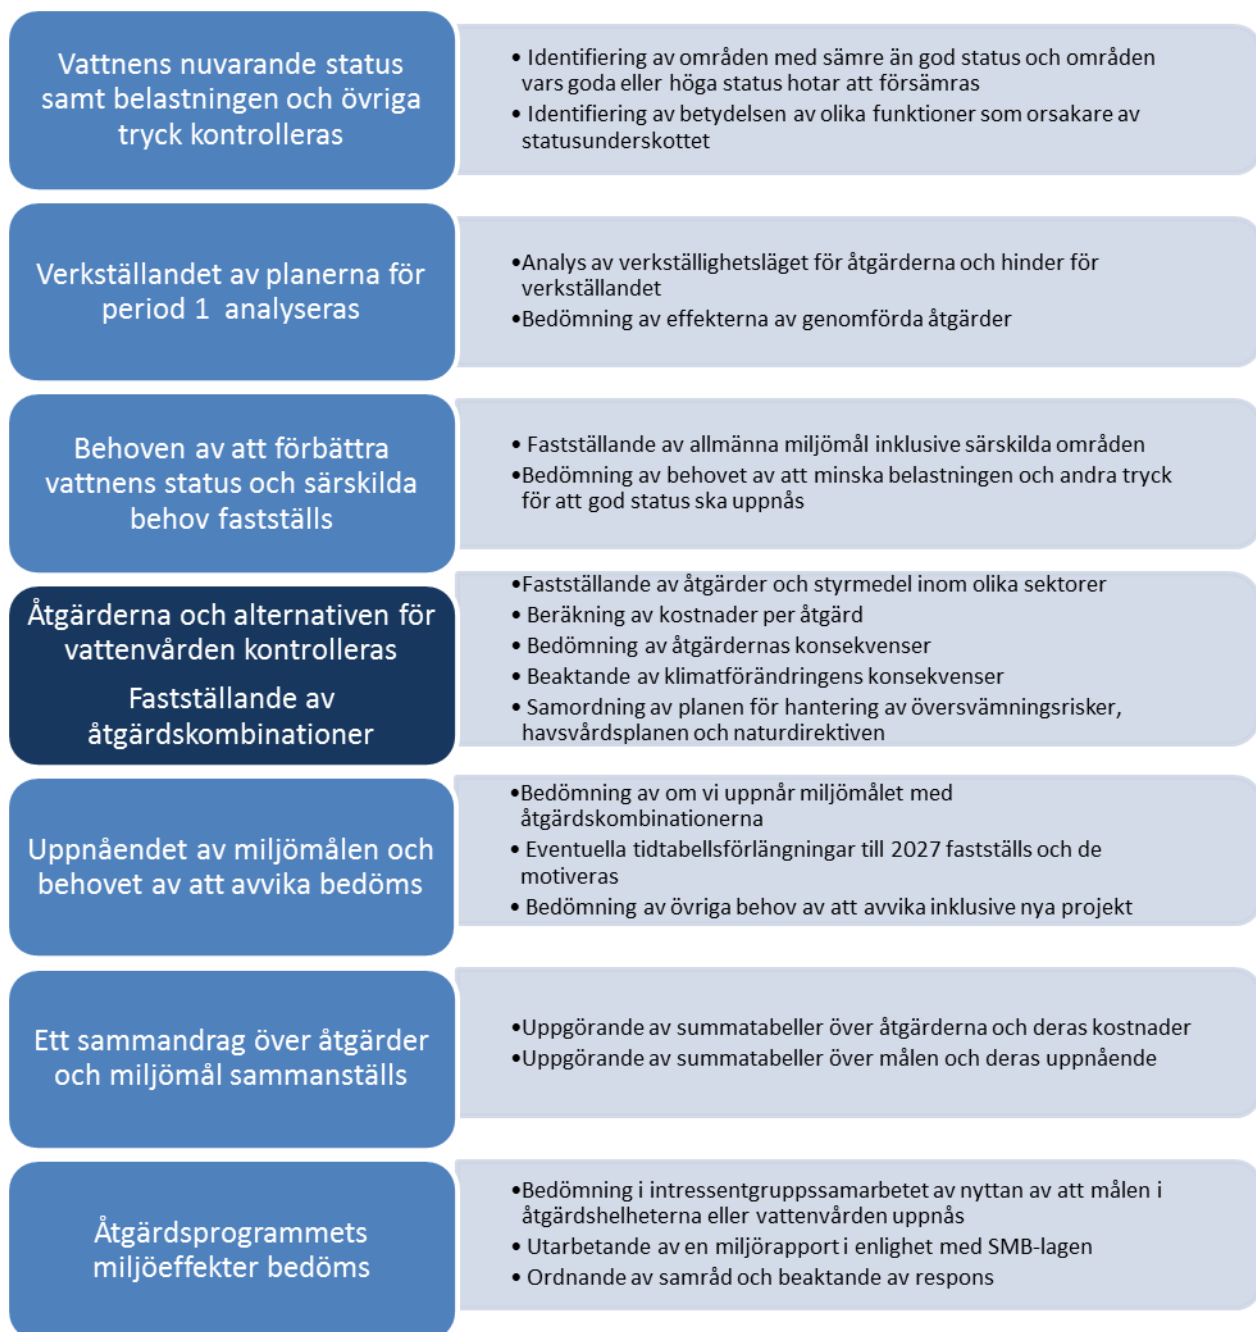 Vattnens nuvarande status
samt belastningen och övriga
tryck kontrolleras
• Identifiering av områden med sämre än god status och områden
vars goda eller höga status hotar att försämras
• Identifiering av betydelsen av olika funktioner som orsakare av
statusunderskottet
Verkställandet av planerna för
period 1 analyseras
•Analys av verkställighetsläget för åtgärderna och hinder för
verkställandet
•Bedömning av effekterna av genomförda åtgärder
Behoven av att förbättra
vattnens status och särskilda
behov fastställs
• Fastställande av allmänna miljömål inklusive särskilda områden
•Bedömning av behovet av att minska belastningen och andra tryck
för att god status ska uppnås
Åtgärderna och alternativen för
vattenvården kontrolleras
Fastställande av
åtgärdskombinationer
•Fastställande av åtgärder och styrmedel inom olika sektorer
• Beräkning av kostnader per åtgärd
• Bedömning av åtgärdernas konsekvenser
• Beaktande av klimatförändringens konsekvenser
• Samordning av planen för hantering av översvämningsrisker,
havsvårdsplanen och naturdirektiven
Uppnåendet av miljömålen och
behovet av att avvika bedöms
•Bedömning av om vi uppnår miljömålet med
åtgärdskombinationerna
• Eventuella tidtabellsförlängningar till 2027 fastställs och de
motiveras
• Bedömning av övriga behov av att avvika inklusive nya projekt
Ett sammandrag över åtgärder
och miljömål sammanställs
•Uppgörande av summatabeller över åtgärderna och deras kostnader
•Uppgörande av summatabeller över målen och deras uppnående
Åtgärdsprogrammets
miljöeffekter bedöms
•Bedömning i intressentgruppssamarbetet av nyttan av att målen i
åtgärdshelheterna eller vattenvården uppnås
• Utarbetande av en miljörapport i enlighet med SMB-lagen
• Ordnande av samråd och beaktande av respons